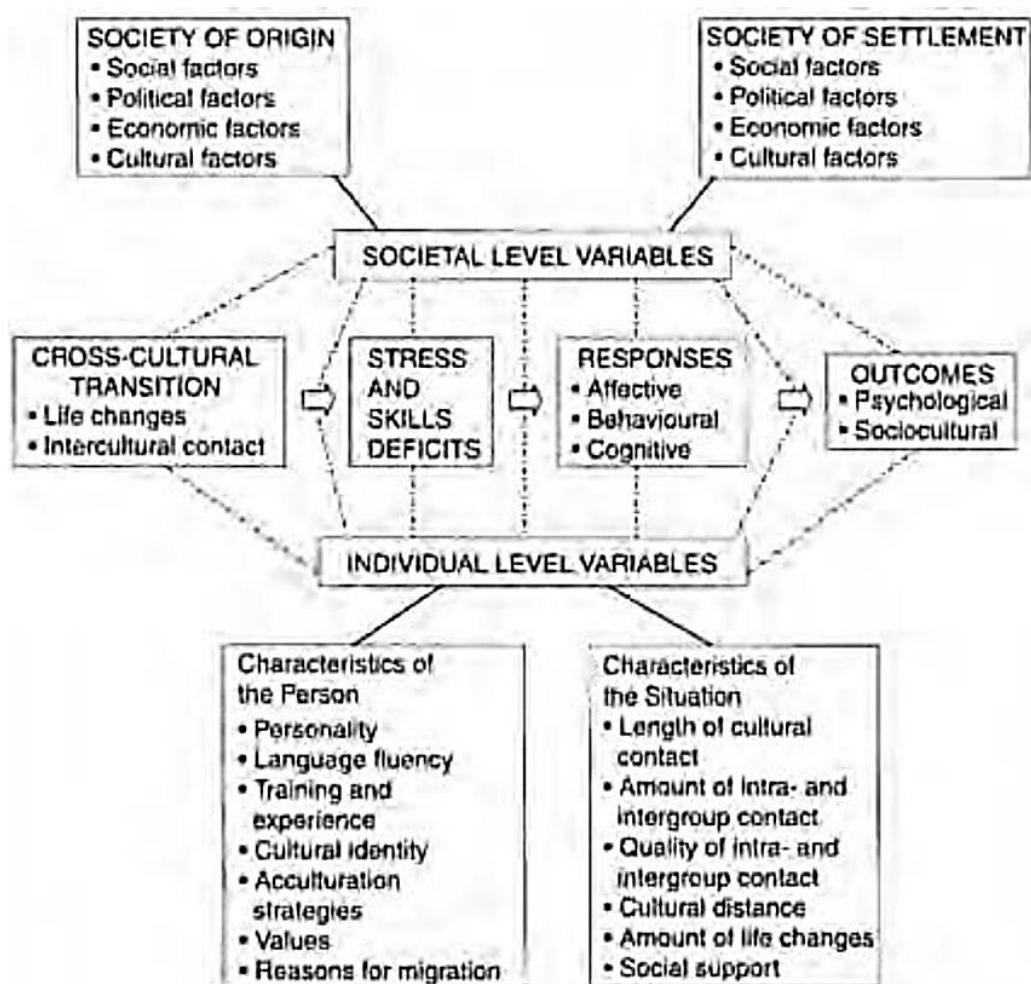 SOCIETY OF ORIGIN
• Social factors
• Political factors
• Economic factors
• Cultural factors
SOCIETY OF SETTLEMENT
• Social factors
• Political factors
• Economic factors
• Cultural factors
SOCIETAL LEVEL VARIABLES
CROSS-CULTURAL
TRANSITION
• Life changes
• Intercultural contact
STRESS
AND
SKILLS
DEFICITS
RESPONSES
• Affective
• Behavioural
• Cognitive
OUTCOMES
• Psychological
• Sociocultural
INDIVIDUAL LEVEL VARIABLES
Characteristics of
the Person
• Personality
• Language fluency
• Training and
experience
• Cultural identity
• Acculturation
strategies
• Values
• Reasons for migration
Characteristics of
the Situation
• Length of cultural
contact
• Amount of intra- and
intergroup contact
• Quality of intra- and
intergroup contact
• Cultural distance
• Amount of life changes
• Social support